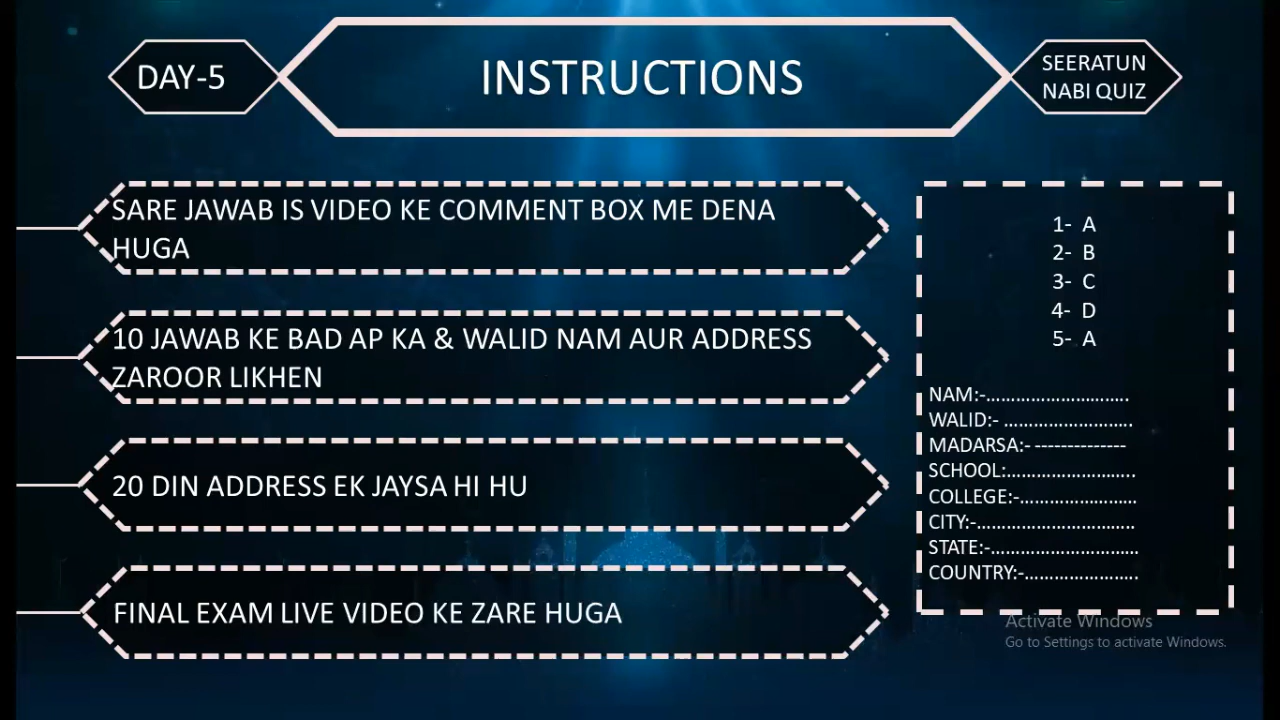 DAY-5
INSTRUCTIONS
SEERATUN
NABI QUIZ
SARE JAWAB IS VIDEO KE COMMENT BOX ME DENA
HUGA
10 JAWAB KE BAD AP KA & WALID NAM AUR ADDRESS
ZAROOR LIKHEN
20 DIN ADDRESS EK JAYSA HI HU
FINAL EXAM LIVE VIDEO KE ZARE HUGA
1- A
2- B
3- C
4- D
5- A
NAM:-...............................
WALID:- ............................
MADARSA:- --------------
SCHOOL:............................
COLLEGE:-..........................
CITY:-..................................
STATE:-................................
COUNTRY:-.........................
Activate Windows
Go to Settings to activate Windows.